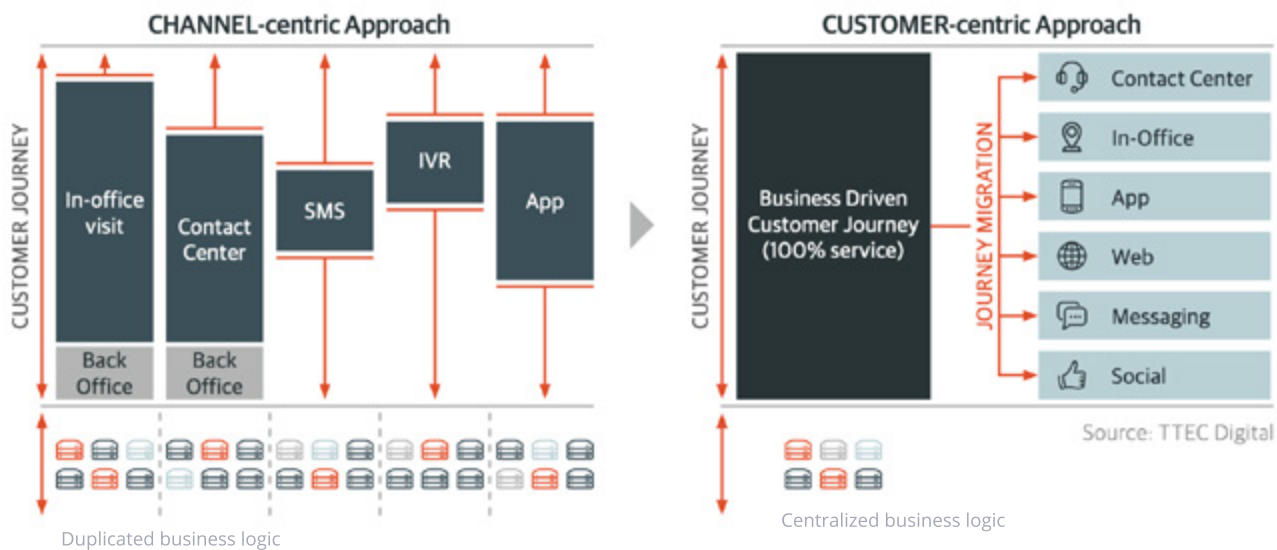 CHANNEL-centric Approach
CUSTOMER JOURNEY
In-office
visit
Back
Office
Contact
Center
Back
Office
SMS
IVR
App
Duplicated business logic
CUSTOMER-centric Approach
CUSTOMER JOURNEY
Business Driven
Customer Journey
(100% service)
JOURNEY MIGRATION
Contact Center
In-Office
App
Web
Messaging
Social
Source: TTEC Digital
Centralized business logic